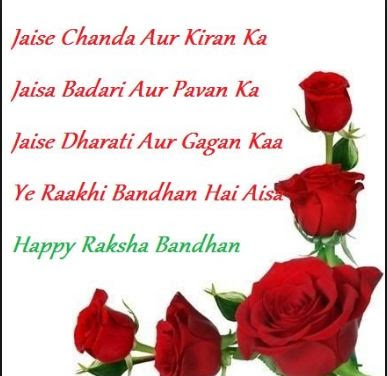 Jaise Chanda Aur Kiran Ka
Jaisa Badari Aur Pavan Ka
Jaise Dharati Aur Gagan Kaa
Ye Raakhi Bandhan Hai Aisa
Happy Raksha Bandhan